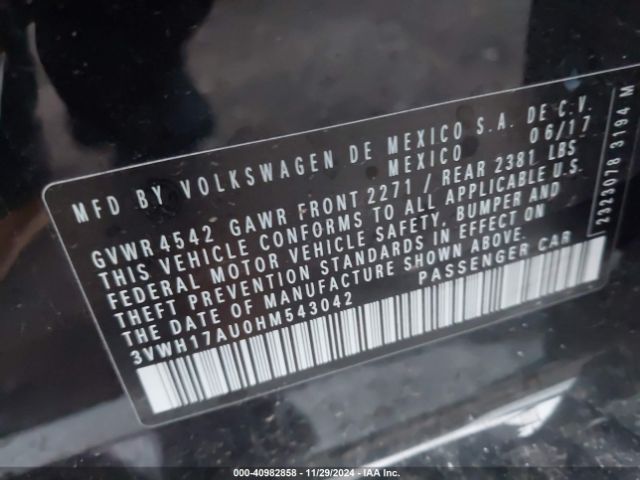 MFD BY VOLKSWAGEN DE MEXICO S.A. DE C.V.
MEXICO 06/17
GVWR 4542 GAWR FRONT 2271 / REAR 2381 LBS
THIS VEHICLE CONFORMS TO ALL APPLICABLE U.S.
FEDERAL MOTOR VEHICLE SAFETY, BUMPER AND
THEFT PREVENTION STANDARDS IN EFFECT ON
THE DATE OF MANUFACTURE SHOWN ABOVE.
3VWH17AU0HM543042 PASSENGER CAR
2323078 3194 M
000-40982858 - 11/29/2024 - IAA Inc.